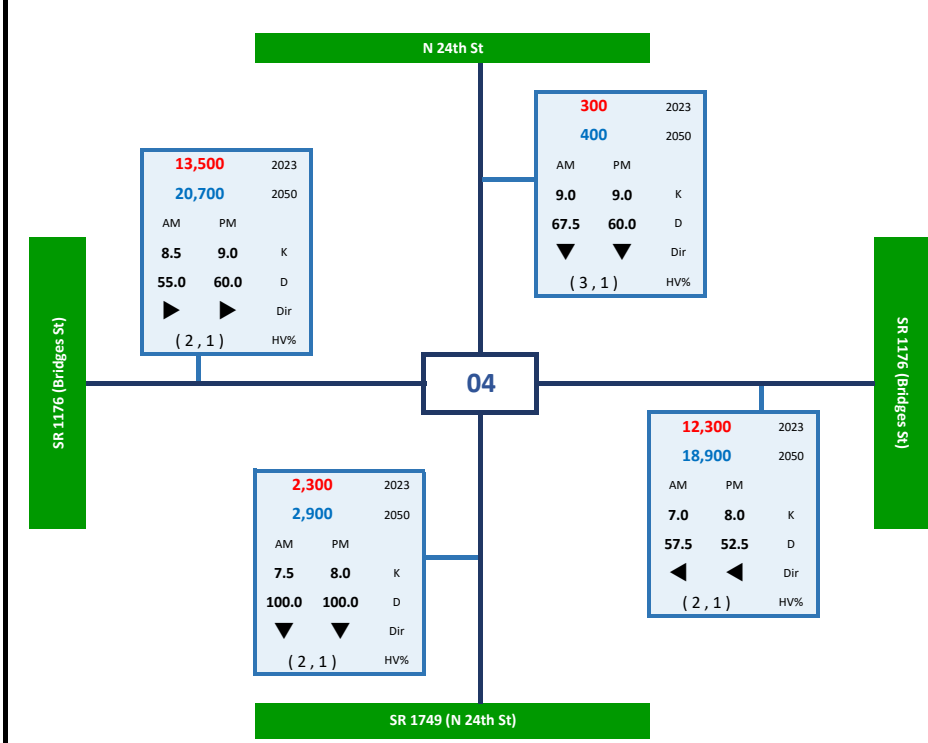 N 24th St
300 2023
400 2050
AM PM
9.0 9.0 K
67.5 60.0 D
▼ ▼ Dir
( 3 , 1 ) HV%
13,500 2023
20,700 2050
AM PM
8.5 9.0 K
55.0 60.0 D
▶ ▶ Dir
( 2 , 1 ) HV%
SR 1176 (Bridges St)
04
SR 1176 (Bridges St)
12,300 2023
18,900 2050
AM PM
7.0 8.0 K
57.5 52.5 D
◀ ◀ Dir
( 2 , 1 ) HV%
2,300 2023
2,900 2050
AM PM
7.5 8.0 K
100.0 100.0 D
▼ ▼ Dir
( 2 , 1 ) HV%
SR 1749 (N 24th St)